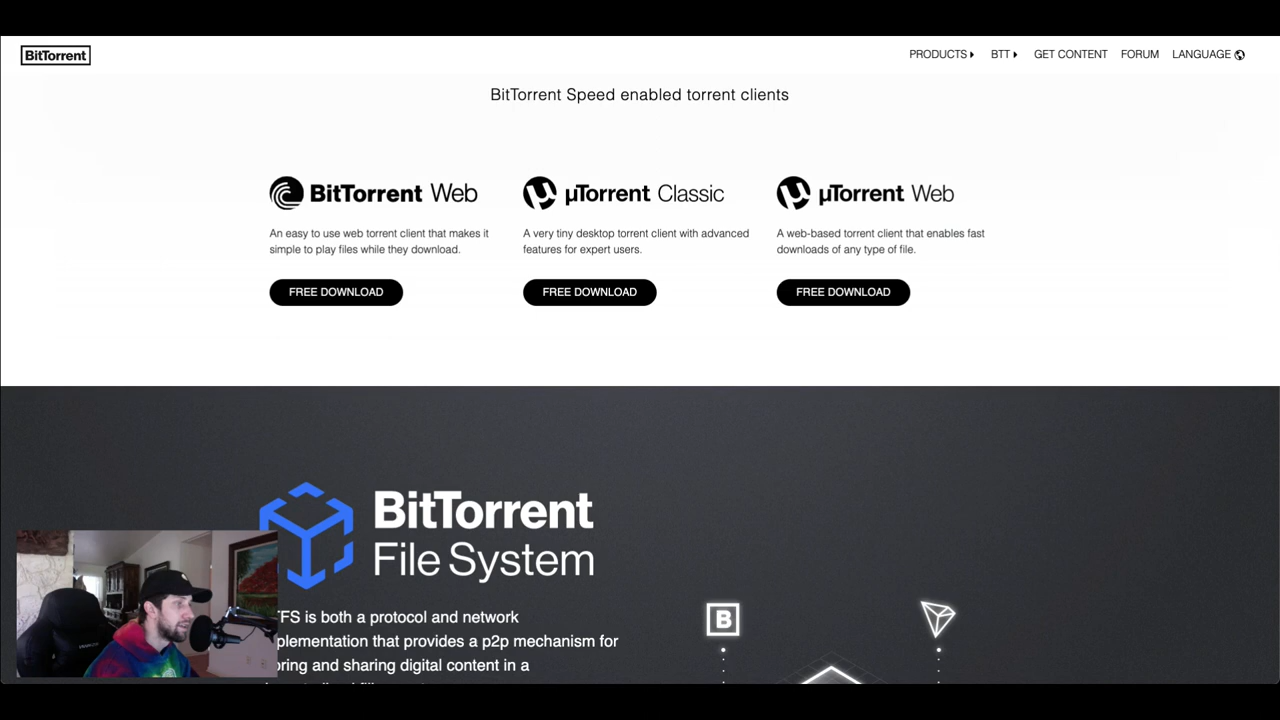 BitTorrent
PRODUCTS BTT GET CONTENT FORUM LANGUAGE
BitTorrent Speed enabled torrent clients
BitTorrent Web
An easy to use web torrent client that makes it
simple to play files while they download.
FREE DOWNLOAD
µTorrent Classic
A very tiny desktop torrent client with advanced
features for expert users.
FREE DOWNLOAD
µTorrent Web
A web-based torrent client that enables fast
downloads of any type of file.
FREE DOWNLOAD
BitTorrent
File System
TFS is both a protocol and network
plementation that provides a p2p mechanism for
oring and sharing digital content in a
B